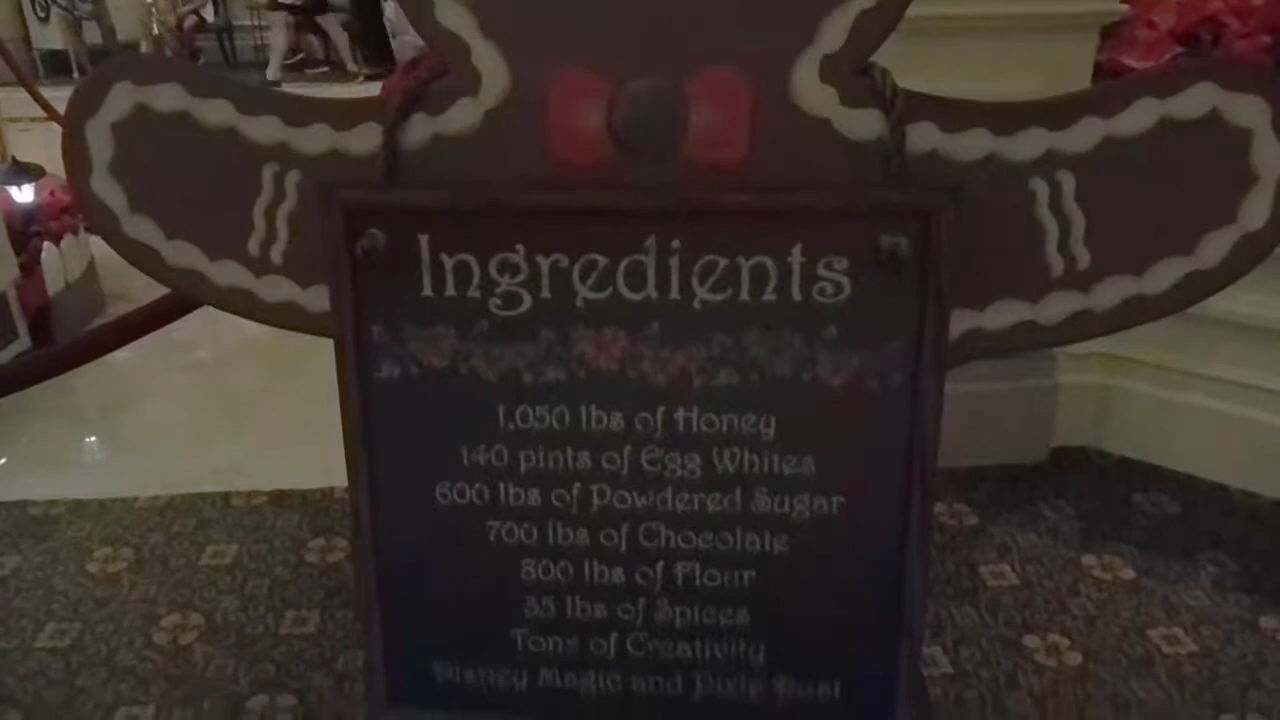 Ingredients
1,050 lbs of Honey
140 pints of Egg Whites
600 lbs of Powdered Sugar
700 lbs of Chocolate
800 lbs of Flour
35 lbs of Spices
Tons of Creativity
Disney Magic and Pixie Dust